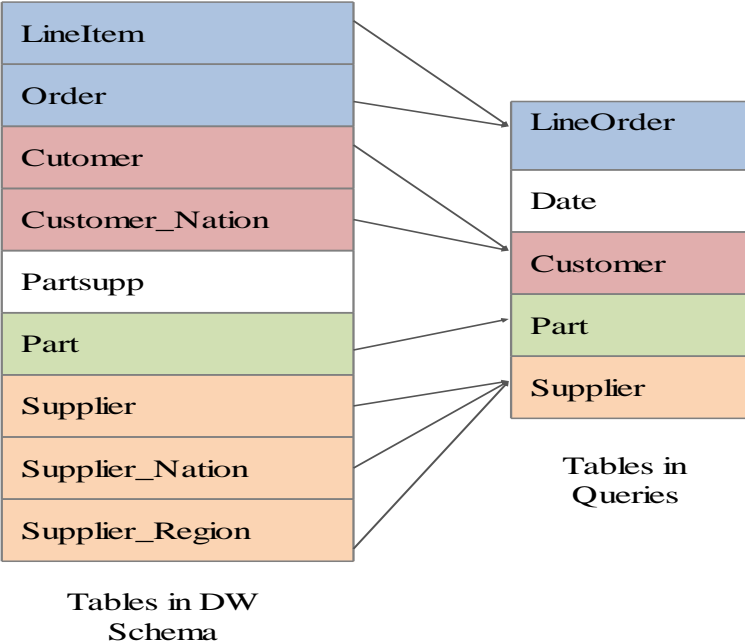 LineItem
Order
Cutomer
Customer_Nation
Partsupp
Part
Supplier
Supplier_Nation
Supplier_Region
Tables in DW
Schema
LineOrder
Date
Customer
Part
Supplier
Tables in
Queries